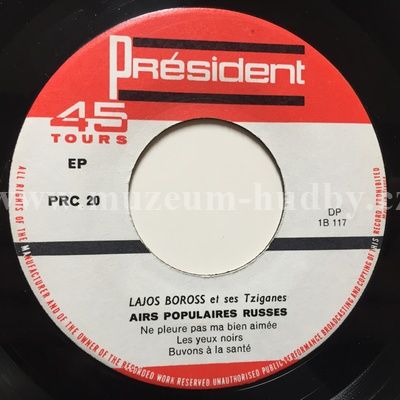 Président
45
TOURS
EP
PRC 20
DP
1B 117
www.muzeum-hudby.cz
LAJOS BOROSS et ses Tziganes
AIRS POPULAIRES RUSSES
Ne pleure pas ma bien aimée
Les yeux noirs
Buvons à la santé
ALL RIGHTS OF THE MANUFACTURER AND OF THE OWNER OF THE RECORDED WORK RESERVED UNAUTHORISED PUBLIC PERFORMANCE BROADCASTING AND COPYING OF THIS RECORD PROHIBITED